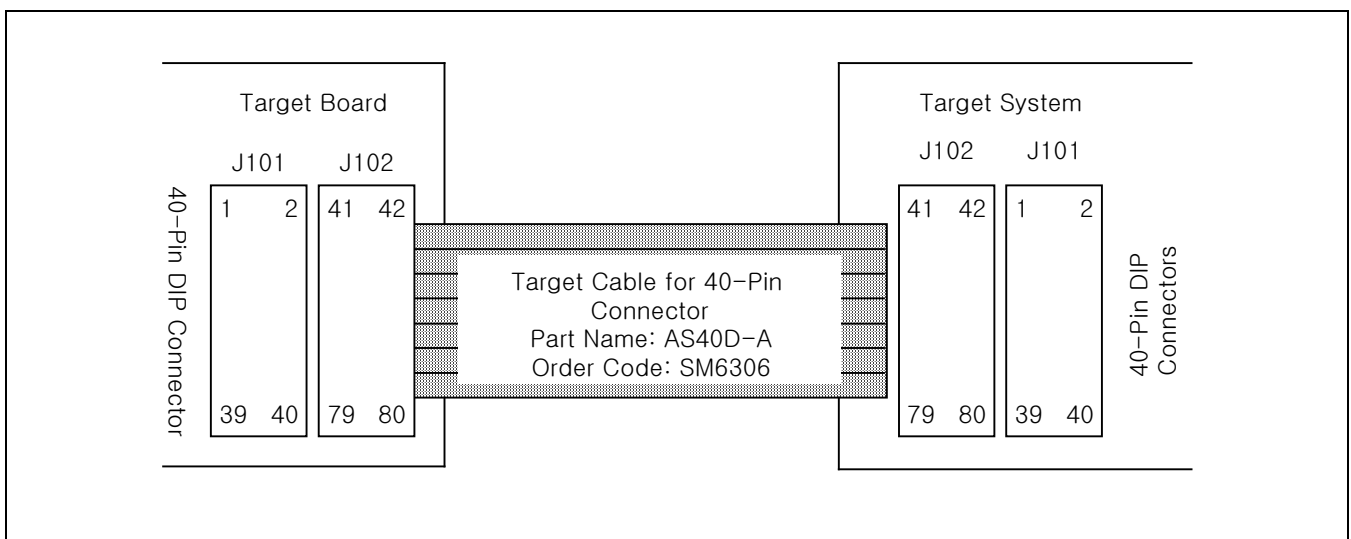 Target Board
J101 J102
40-Pin DIP Connector
1 2 41 42
39 40 79 80
Target Cable for 40-Pin
Connector
Part Name: AS40D-A
Order Code: SM6306
Target System
J102 J101
41 42 1 2
79 80 39 40
40-Pin DIP
Connectors